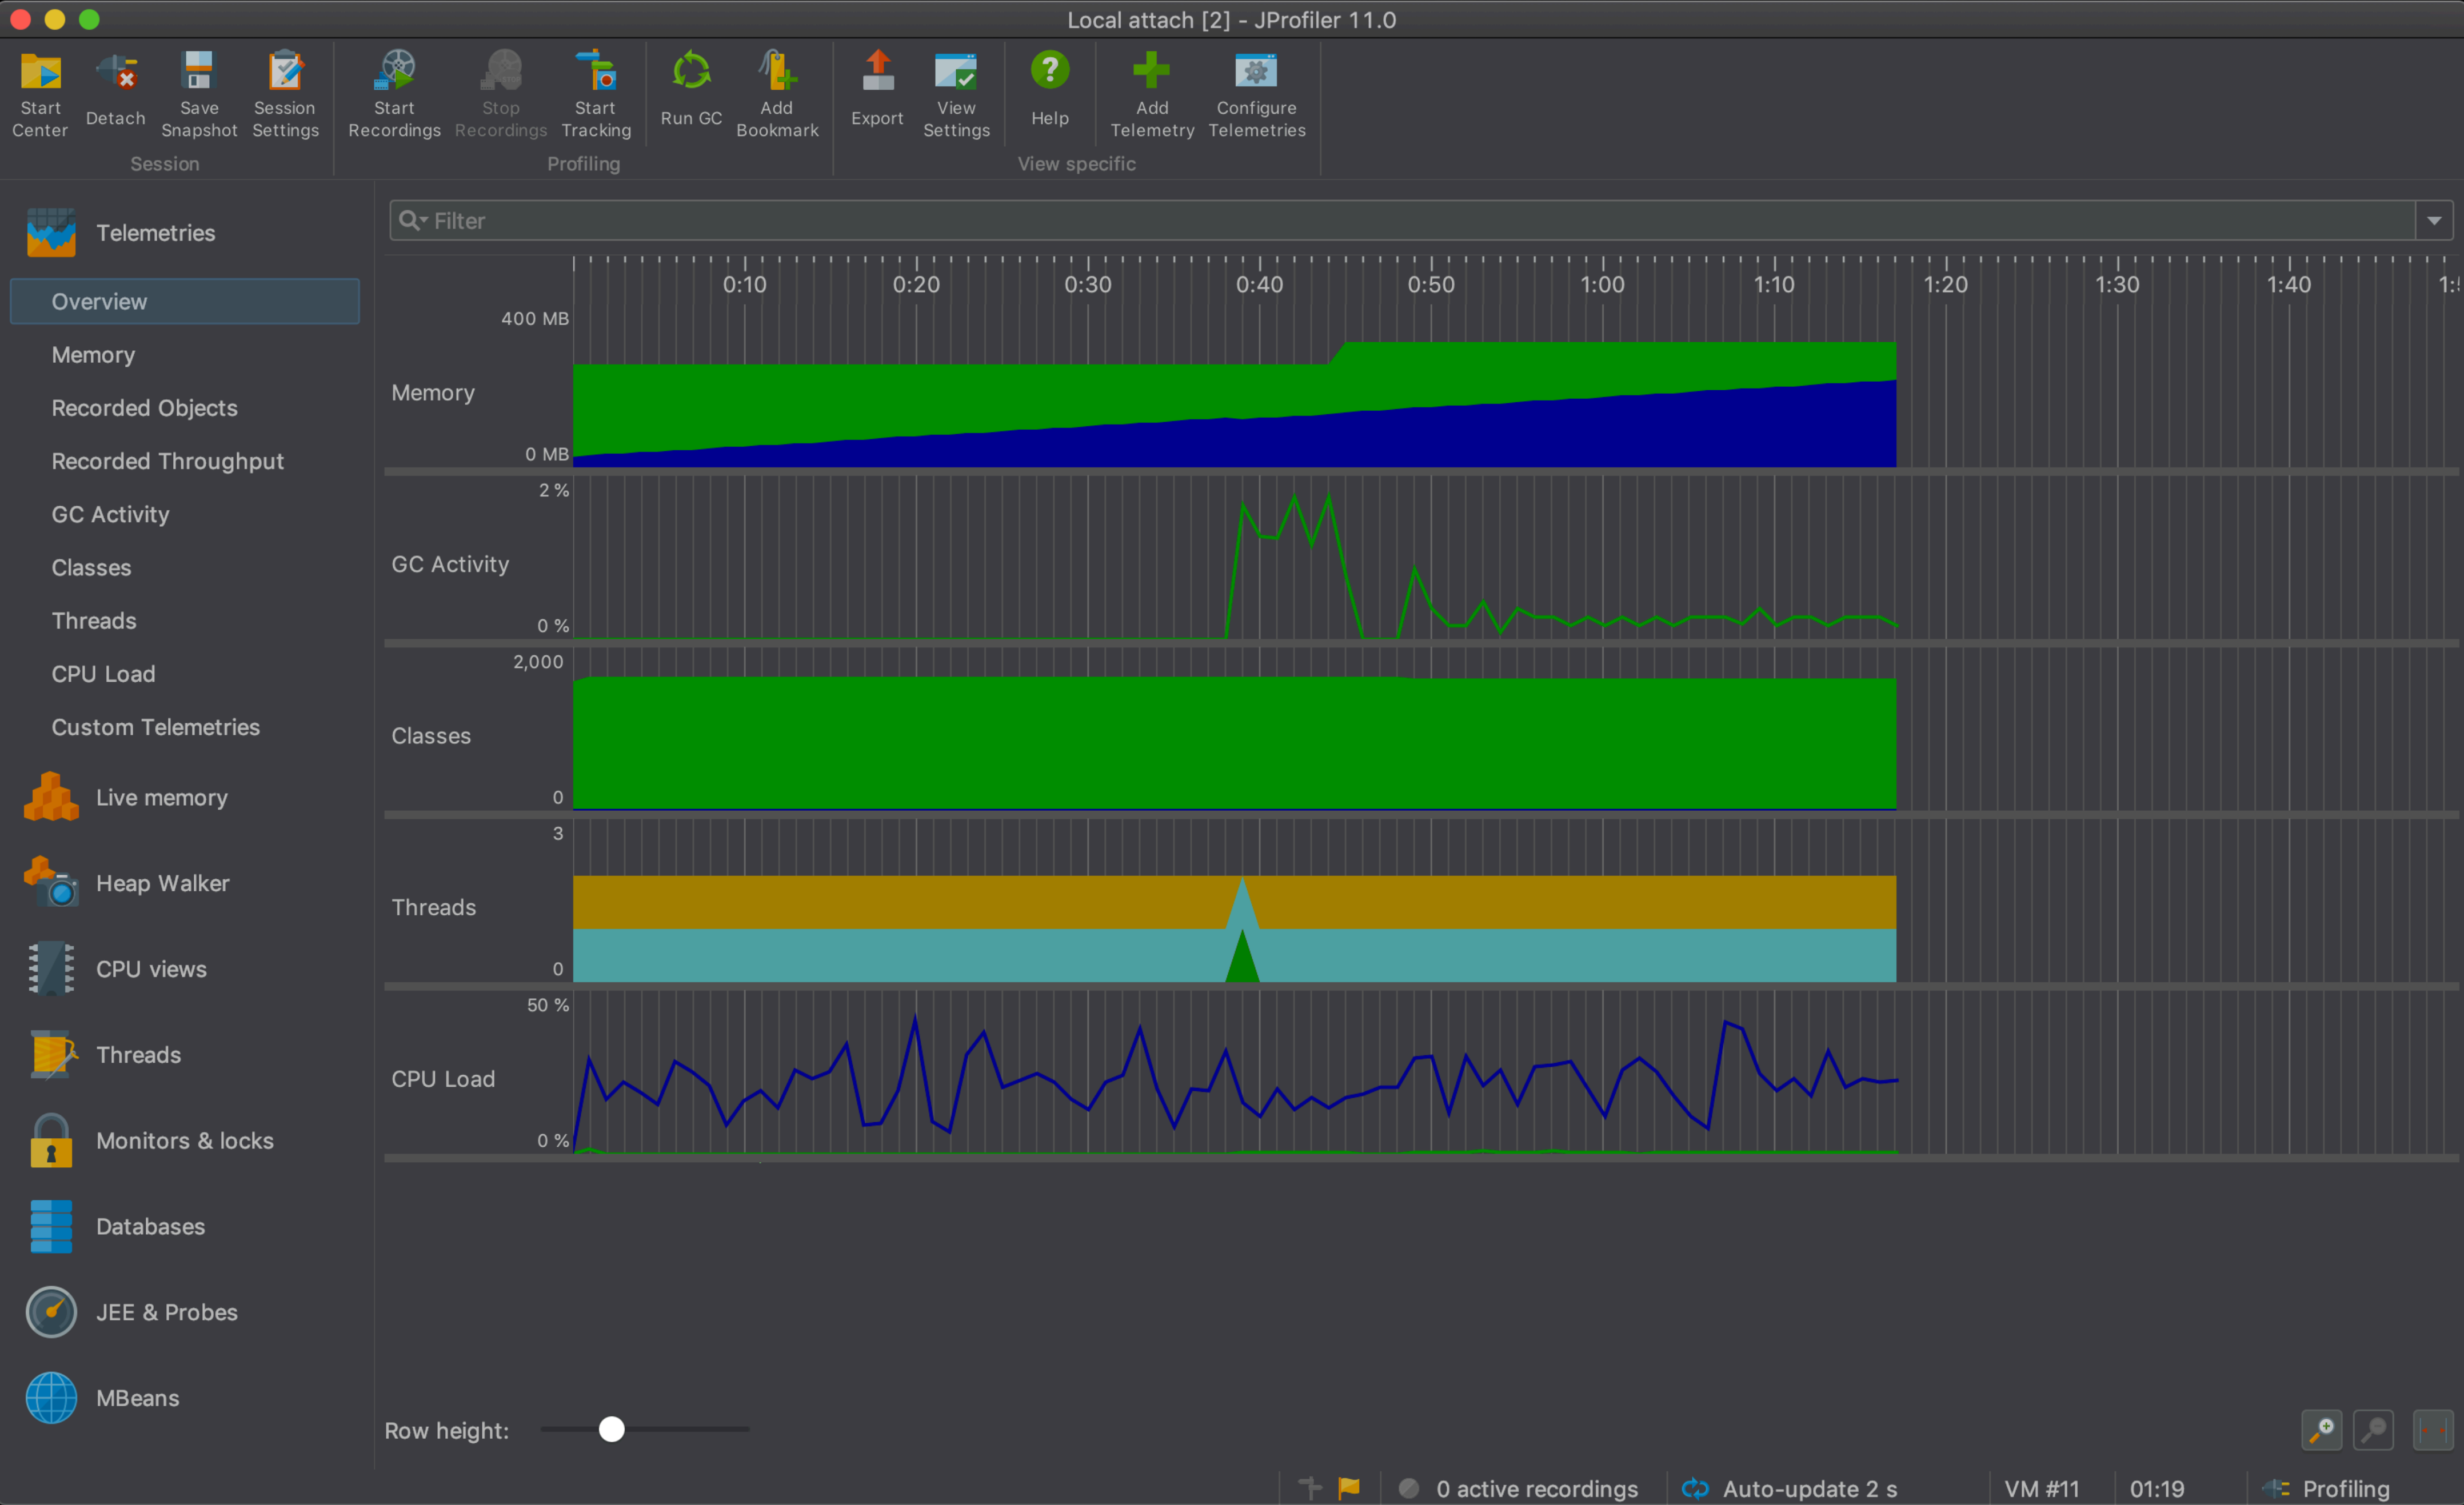 Local attach [2] - JProfiler 11.0
Start Center
Detach
Save Snapshot
Session Settings
Start Recordings
Stop Recordings
Start Tracking
Run GC
Add Bookmark
Export
View Settings
Help
Add Telemetry
Configure Telemetries
Session
Profiling
View specific
Telemetries
Overview
Memory
Recorded Objects
Recorded Throughput
GC Activity
Classes
Threads
CPU Load
Custom Telemetries
Live memory
Heap Walker
CPU views
Threads
Monitors & locks
Databases
JEE & Probes
MBeans
Filter
0:10 0:20 0:30 0:40 0:50 1:00 1:10 1:20 1:30 1:40
400 MB
Memory
0 MB
2 %
GC Activity
0 %
2,000
Classes
0
3
Threads
0
50 %
CPU Load
0 %
Row height:
0 active recordings
Auto-update 2 s
VM #11
01:19
Profiling